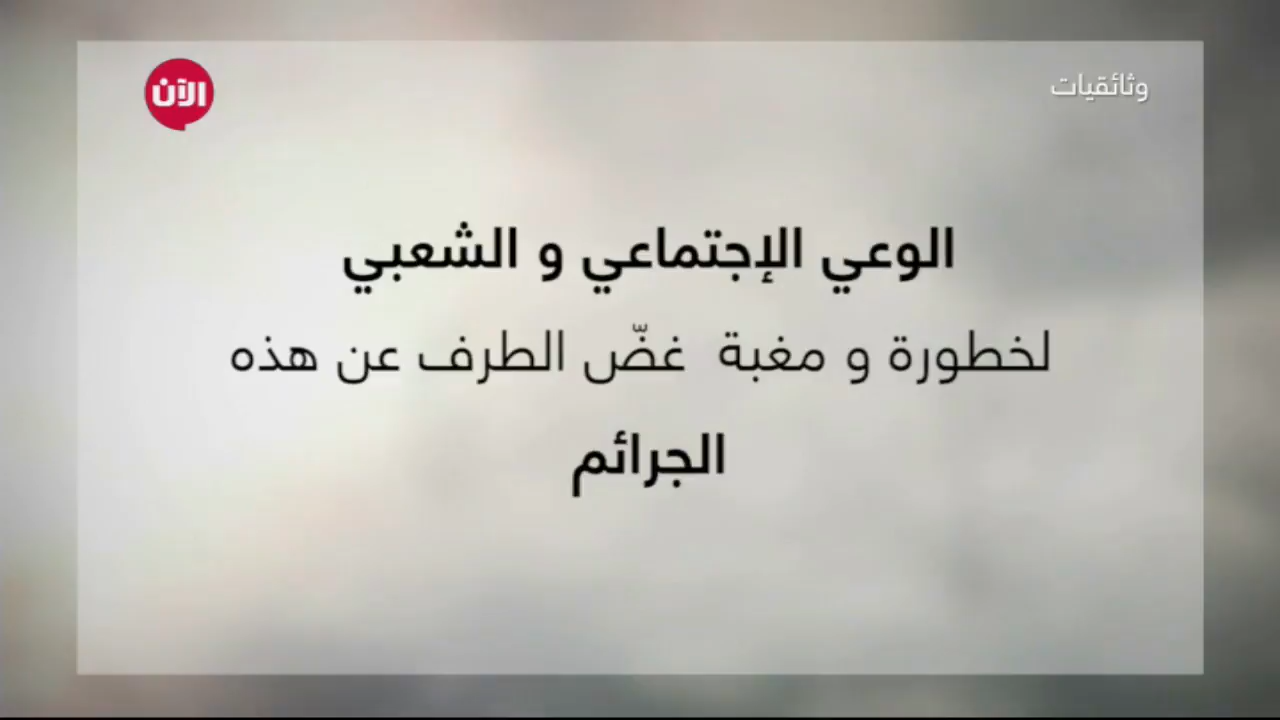 وثائقيات
الآن
الوعي الإجتماعي و الشعبي
لخطورة و مغبة غضّ الطرف عن هذه
الجرائم